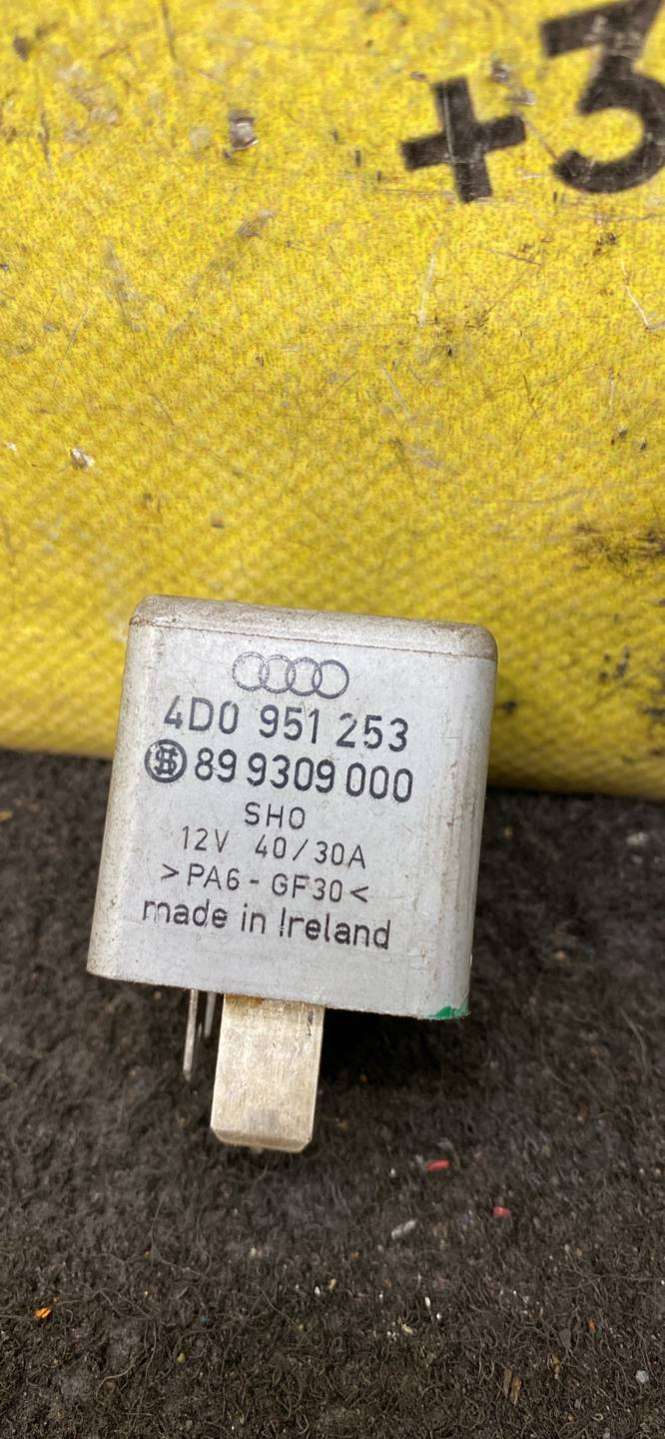 +3
4D0 951 253
89 9309 000
SHO
12V 40/30A
>PA6-GF30<
made in Ireland